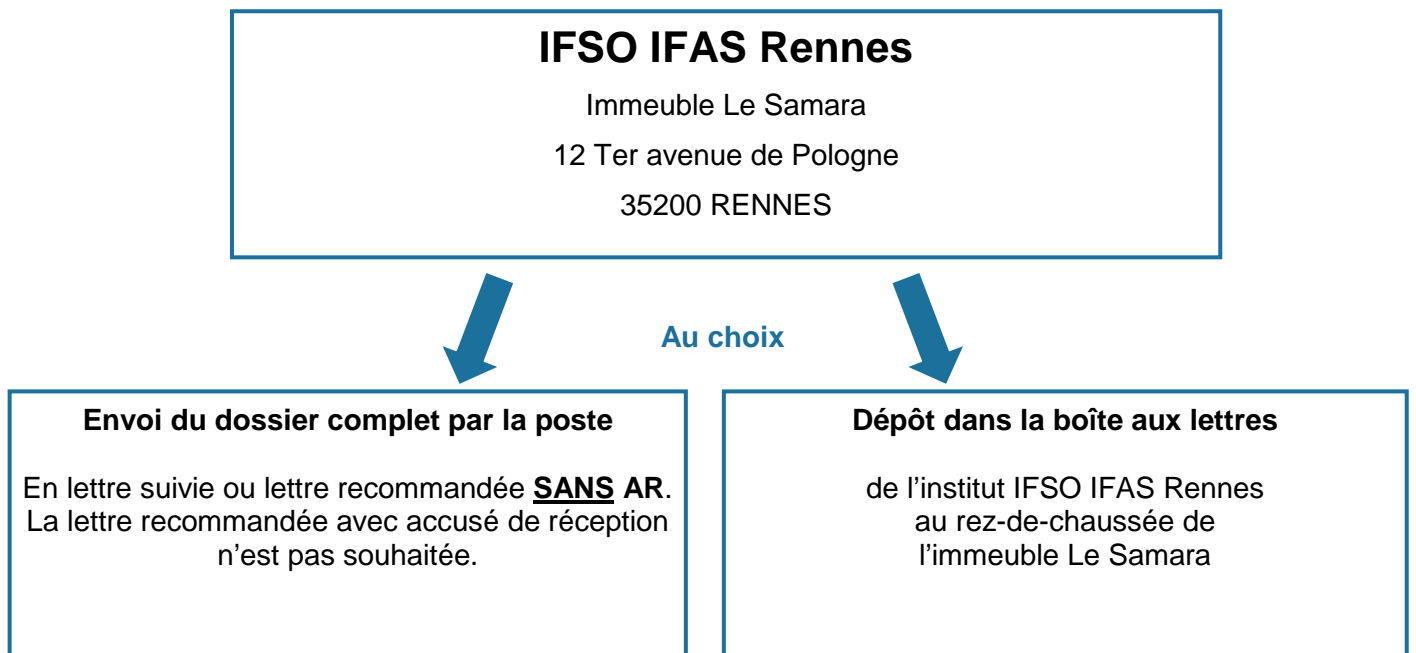 IFSO IFAS Rennes
Immeuble Le Samara
12 Ter avenue de Pologne
35200 RENNES
Au choix
Envoi du dossier complet par la poste
En lettre suivie ou lettre recommandée SANS AR.
La lettre recommandée avec accusé de réception
n’est pas souhaitée.
Dépôt dans la boîte aux lettres
de l’institut IFSO IFAS Rennes
au rez-de-chaussée de
l’immeuble Le Samara